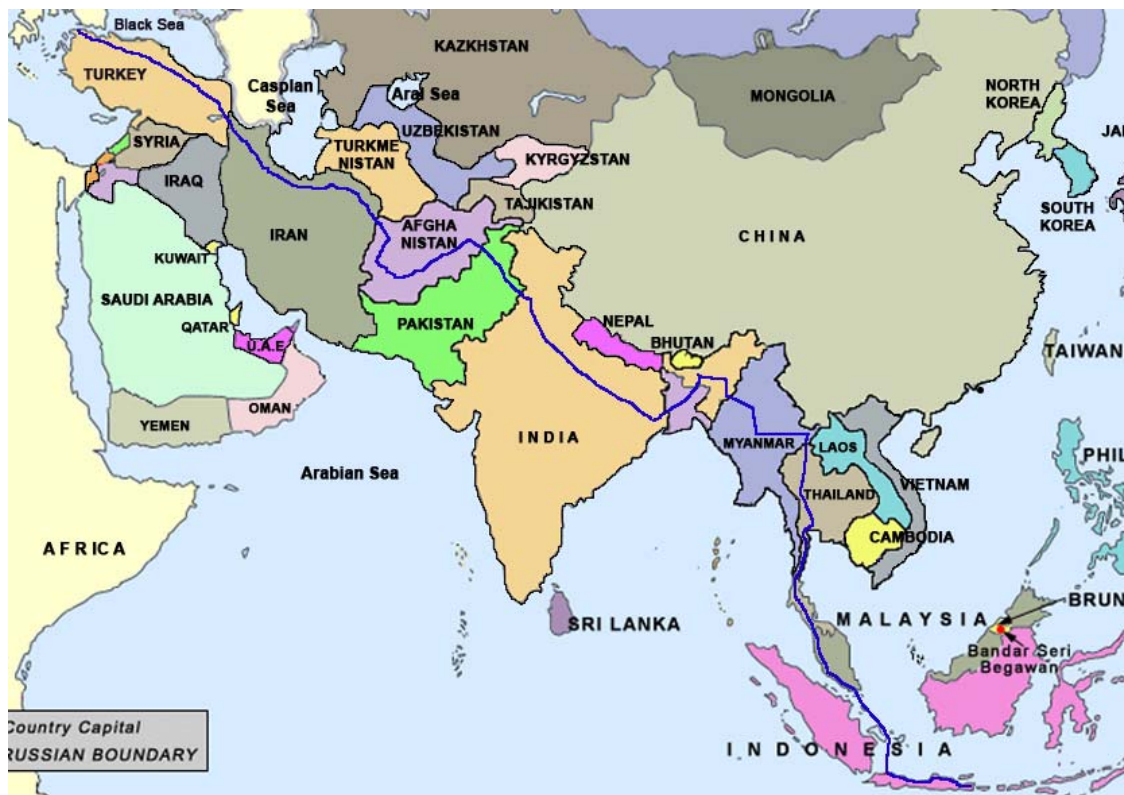 Black Sea
KAZKHSTAN
TURKEY
Caspian
Sea
Aral Sea
MONGOLIA
NORTH
KOREA
UZBEKISTAN
SYRIA
TURKME
NISTAN
KYRGYZSTAN
IRAQ
TAJIKISTAN
SOUTH
KOREA
IRAN
AFGHA
NISTAN
CHINA
KUWAIT
SAUDI ARABIA
QATAR
PAKISTAN
NEPAL
BHUTAN
U.A.E
TAIWAN
OMAN
YEMEN
INDIA
MYANMAR
LAOS
Arabian Sea
THAILAND
VIETNAM
PHIL
AFRICA
CAMBODIA
SRI LANKA
MALAYSIA
BRUN
Bandar Seri
Begawan
Country Capital
RUSSIAN BOUNDARY
INDONESIA